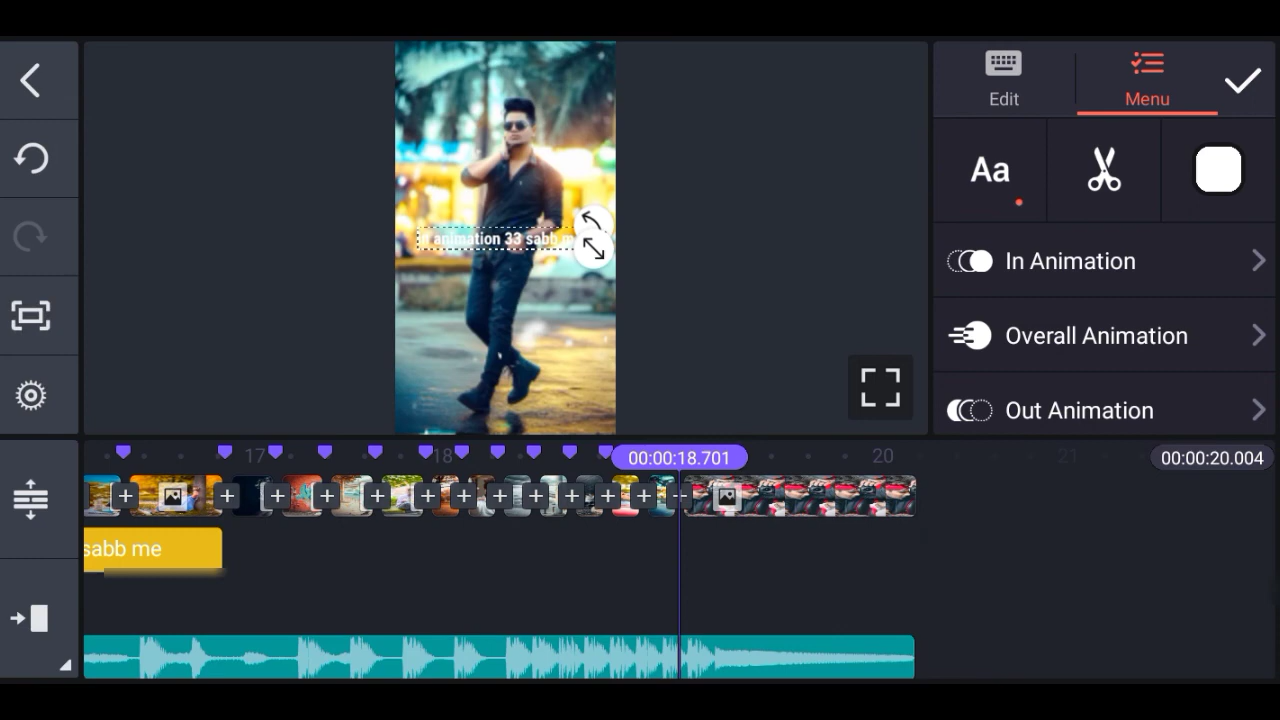 Edit
Menu
Aa
animation 33 sabb
In Animation
Overall Animation
Out Animation
17
18
00:00:18.701
20
21
00:00:20.004
sabb me